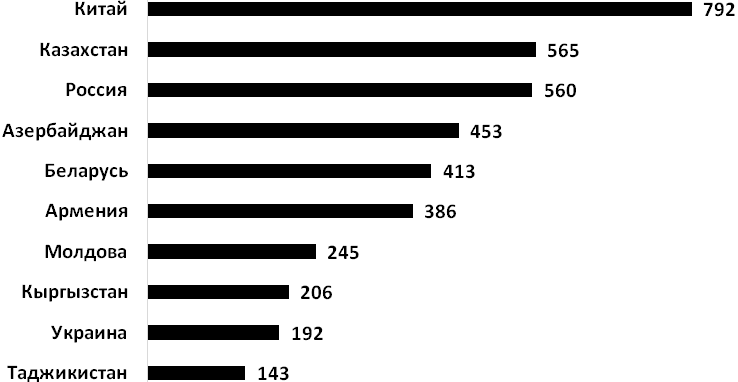 Китай 792
Казахстан 565
Россия 560
Азербайджан 453
Беларусь 413
Армения 386
Молдова 245
Кыргызстан 206
Украина 192
Таджикистан 143